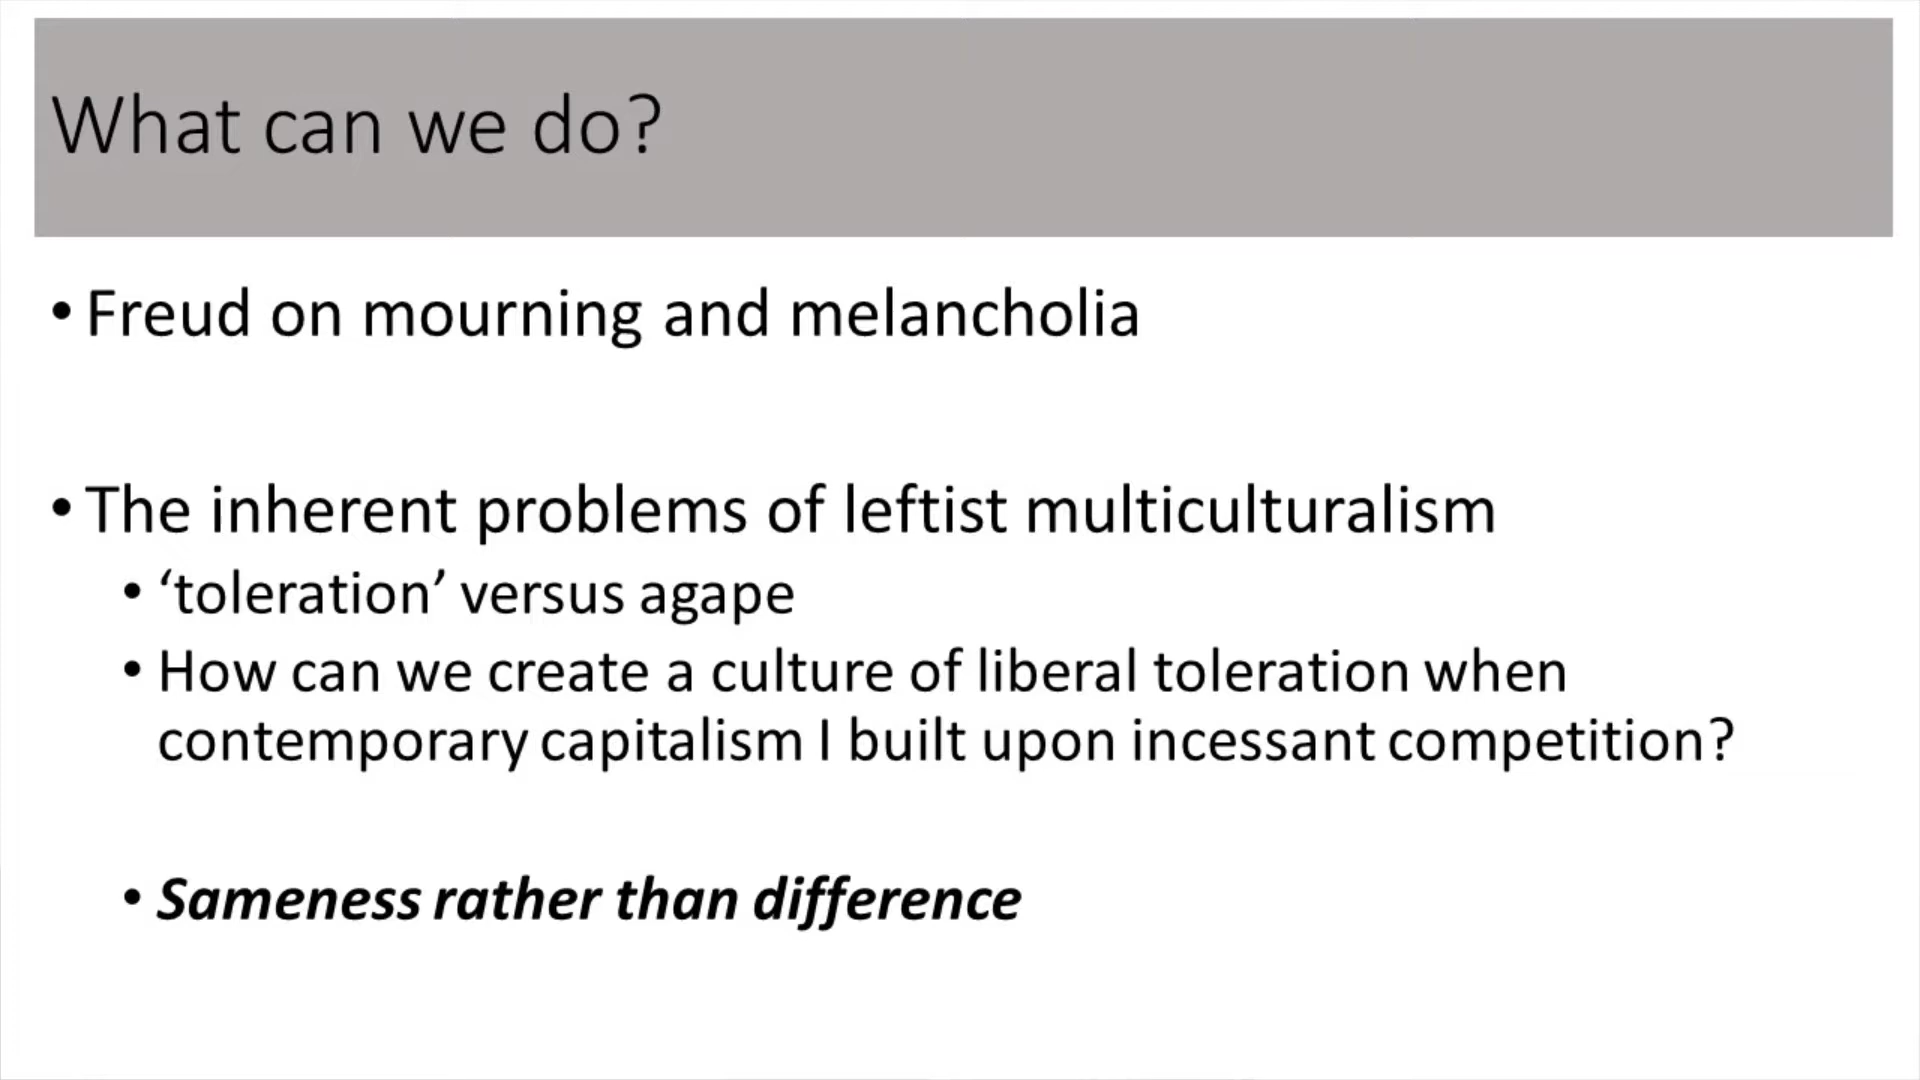 What can we do?
• Freud on mourning and melancholia
• The inherent problems of leftist multiculturalism
• ‘toleration’ versus agape
• How can we create a culture of liberal toleration when
contemporary capitalism I built upon incessant competition?
• Sameness rather than difference